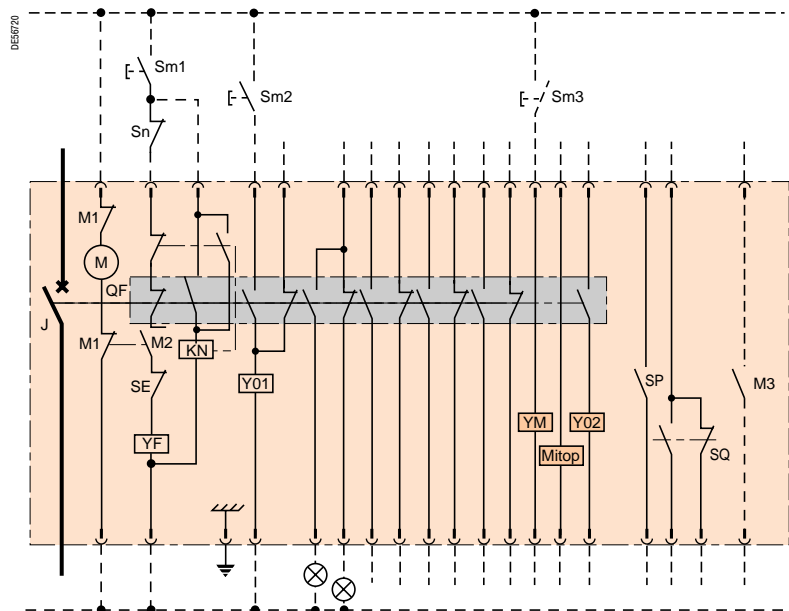 DE56720
Sm1
Sm2
Sm3
Sn
M1
M
QF
J
M1
M2
KN
SE
Y01
SP
M3
YM
Y02
YF
Mitop
SQ